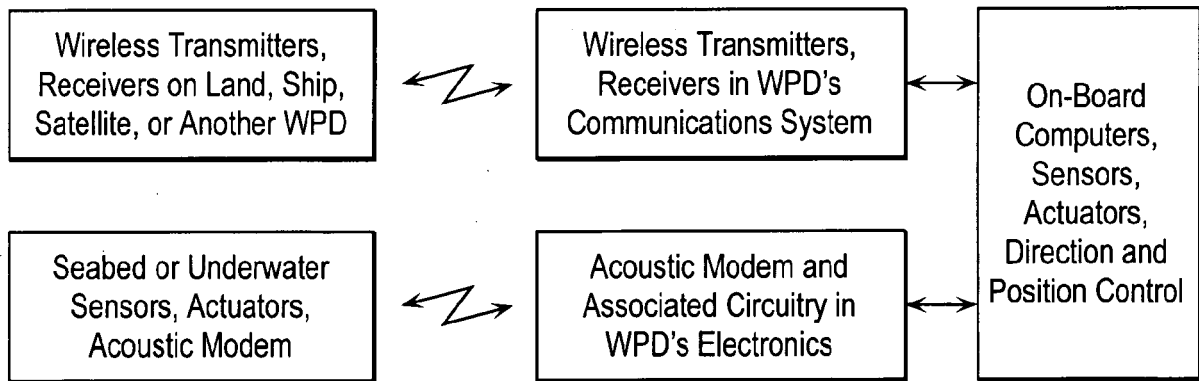 Wireless Transmitters,
Receivers on Land, Ship,
Satellite, or Another WPD
Wireless Transmitters,
Receivers in WPD's
Communications System
On-Board
Computers,
Sensors,
Actuators,
Direction and
Position Control
Seabed or Underwater
Sensors, Actuators,
Acoustic Modem
Acoustic Modem and
Associated Circuitry in
WPD's Electronics